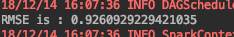 18/12/14 16:07:36 INFO DAGSchedule
RMSE is : 0.9260929229421035
18/12/14 16:07:36 INFO SparkContex